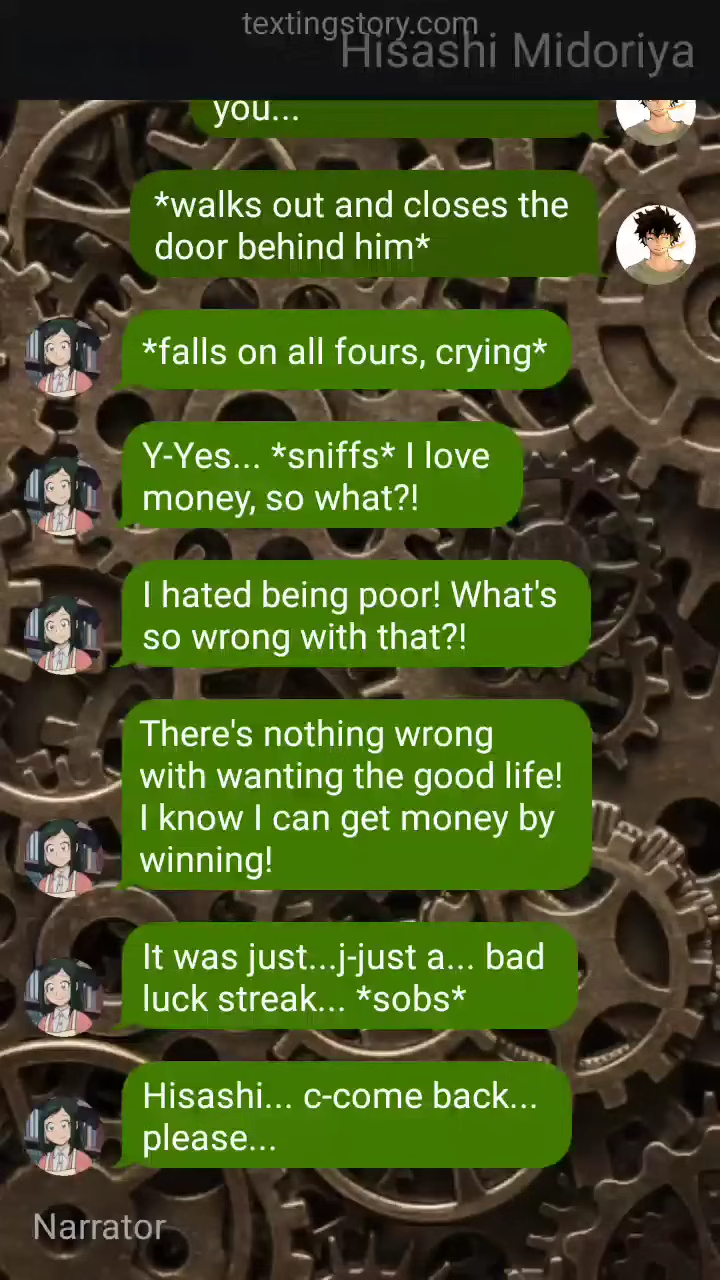 textingstory.com
Hisashi Midoriya
you...
*walks out and closes the
door behind him*
*falls on all fours, crying*
Y-Yes... *sniffs* I love
money, so what?!
I hated being poor! What's
so wrong with that?!
There's nothing wrong
with wanting the good life!
I know I can get money by
winning!
It was just...j-just a... bad
luck streak... *sobs*
Hisashi... c-come back...
please...
Narrator